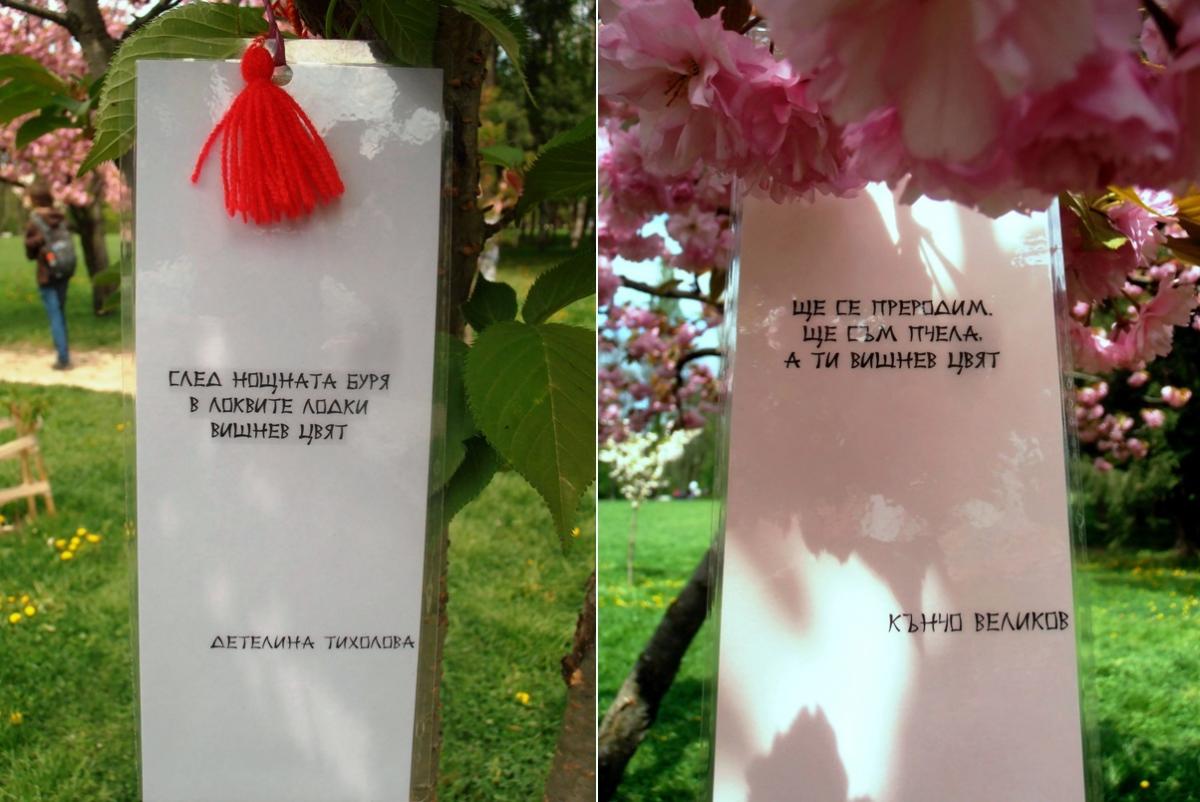 СЛЕД НОЩНАТА БУРЯ
В ЛОКВИТЕ ЛОДКИ
ВИШНЕВ ЦВЯТ
ДЕТЕЛИНА ТИХОЛОВА
ЩЕ СЕ ПРЕРОДИМ.
ЩЕ СЪМ ПЧЕЛА,
А ТИ ВИШНЕВ ЦВЯТ
КЪНЧО ВЕЛИКОВ